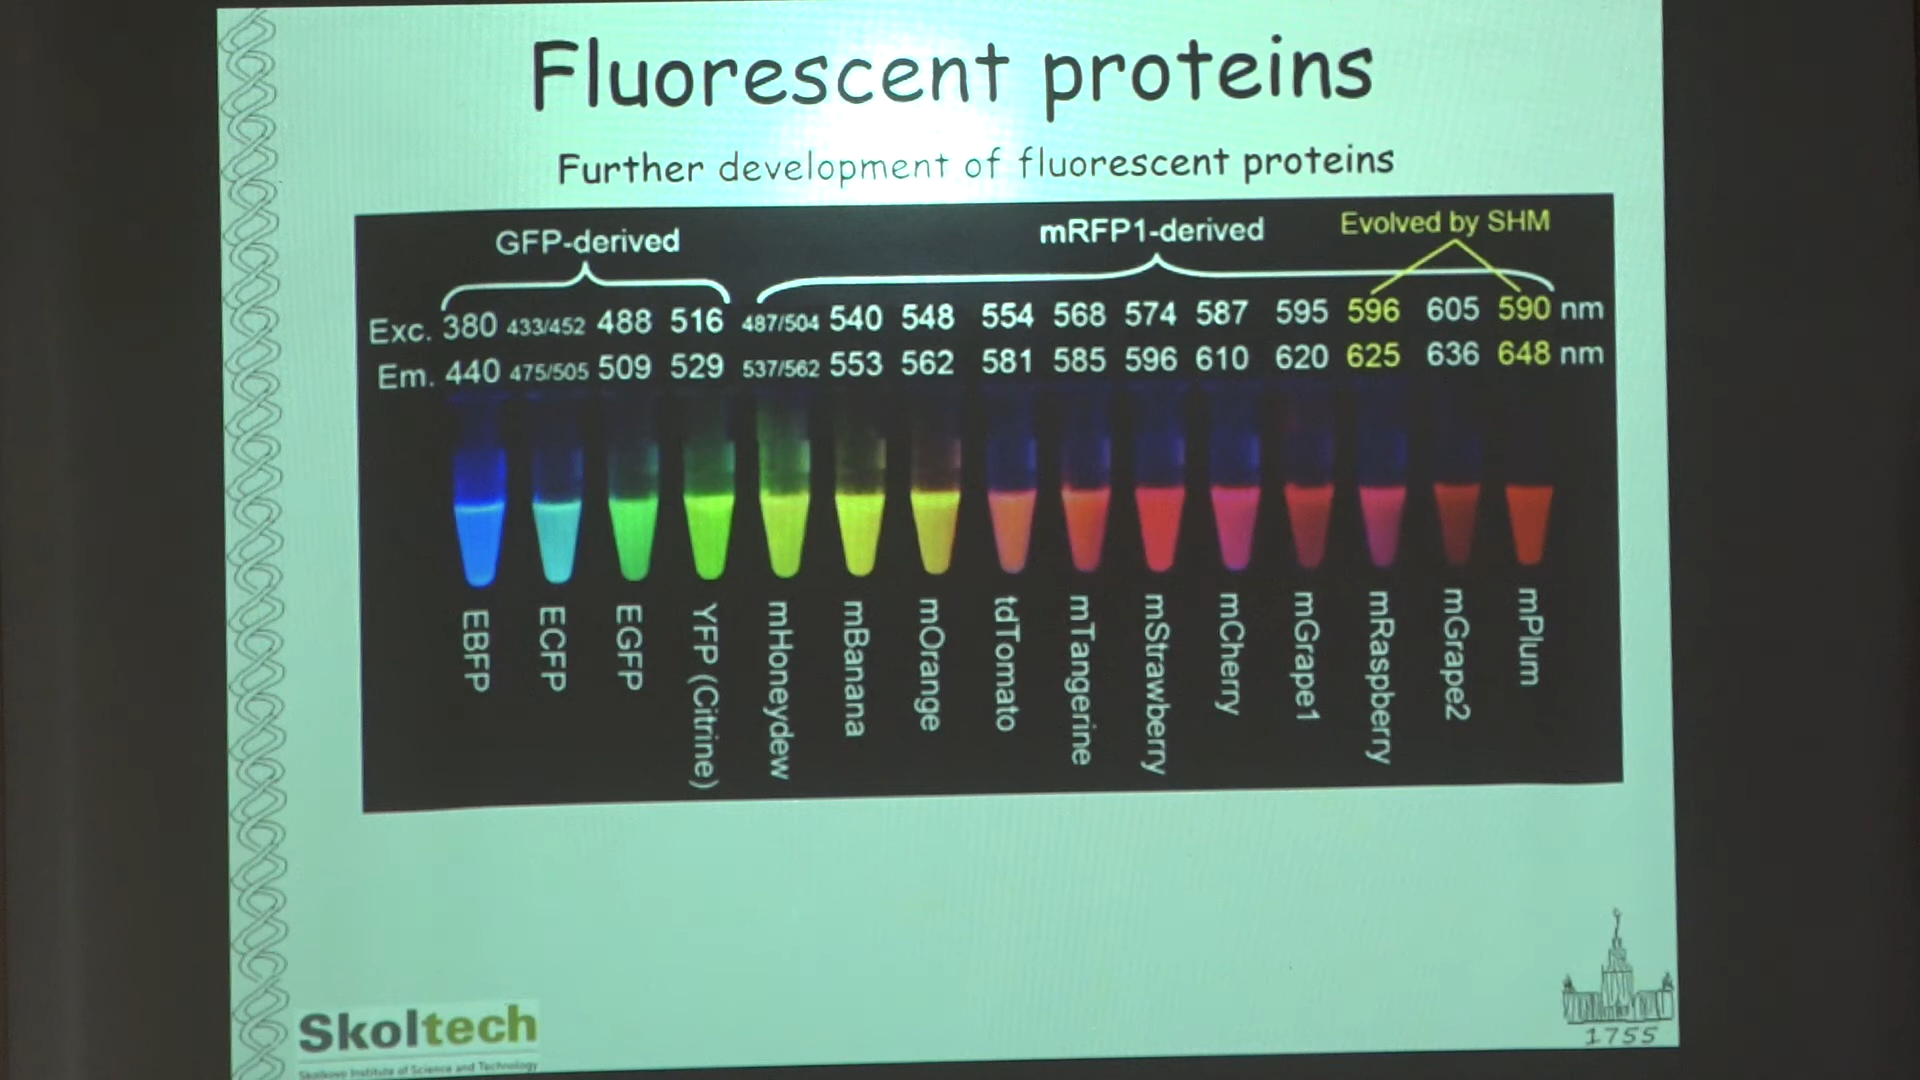 Fluorescent proteins
Further development of fluorescent proteins
GFP-derived
mRFP1-derived
Evolved by SHM
Exc. 380 433/452 488 516 487/504 540 548 554 568 574 587 595 596 605 590 nm
Em. 440 475/505 509 529 537/562 553 562 581 585 596 610 620 625 636 648 nm
EBFP
ECFP
EGFP
YFP (Citrine)
mHoneydew
mBanana
mOrange
tdTomato
mTangerine
mStrawberry
mCherry
mGrape1
mRaspberry
mGrape2
mPlum
Skoltech
Skolkovo Institute of Science and Technology
1755